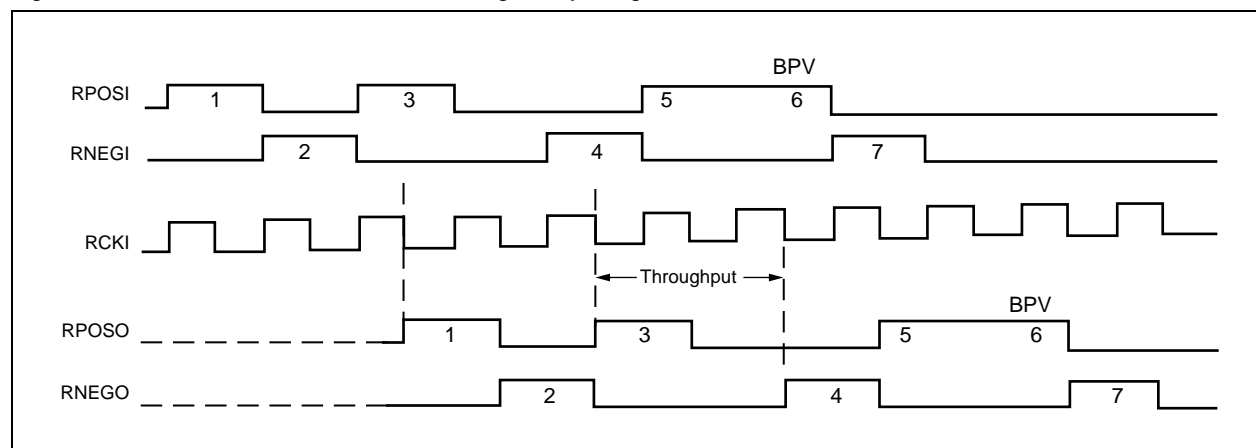 BPV
RPOSI 1 3 5 6
RNEGI 2 4 7
RCKI
Throughput
BPV
RPOSO 1 3 5 6
RNEGO 2 4 7